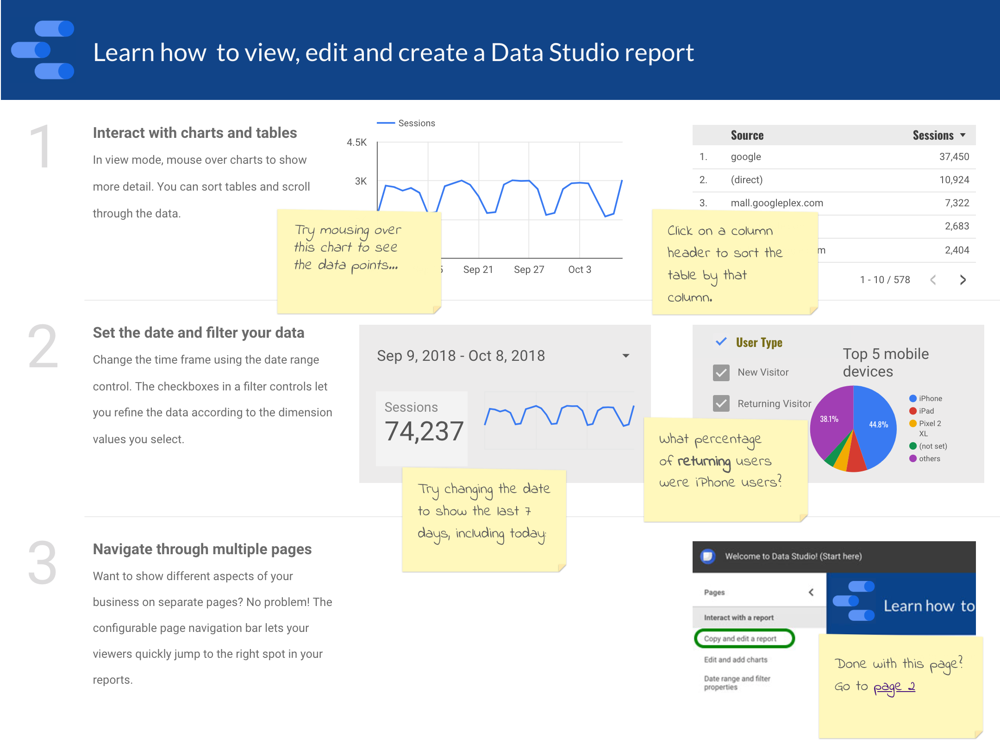 Learn how to view, edit and create a Data Studio report
1
Interact with charts and tables
In view mode, mouse over charts to show
more detail. You can sort tables and scroll
through the data.
Sessions
4.5K
3K
Sep 21
Sep 27
Oct 3
Try mousing over
this chart to see
the data points...
Source Sessions
1. google 37,450
2. (direct) 10,924
3. mall.googleplex.com 7,322
2,683
m 2,404
1 - 10 / 578
Click on a column
header to sort the
table by that
column.
2
Set the date and filter your data
Change the time frame using the date range
control. The checkboxes in a filter controls let
you refine the data according to the dimension
values you select.
Sep 9, 2018 - Oct 8, 2018
Sessions
74,237
Try changing the date
to show the last 7
days, including today:
User Type
New Visitor
Returning Visitor
Top 5 mobile
devices
38.1%
44.8%
iPhone
iPad
Pixel 2
XL
(not set)
others
What percentage
of returning users
were iPhone users?
3
Navigate through multiple pages
Want to show different aspects of your
business on separate pages? No problem! The
configurable page navigation bar lets your
viewers quickly jump to the right spot in your
reports.
Welcome to Data Studio! (Start here)
Pages
Interact with a report
Copy and edit a report
Edit and add charts
Date range and filter
properties
Learn how to
Done with this page?
Go to page 2